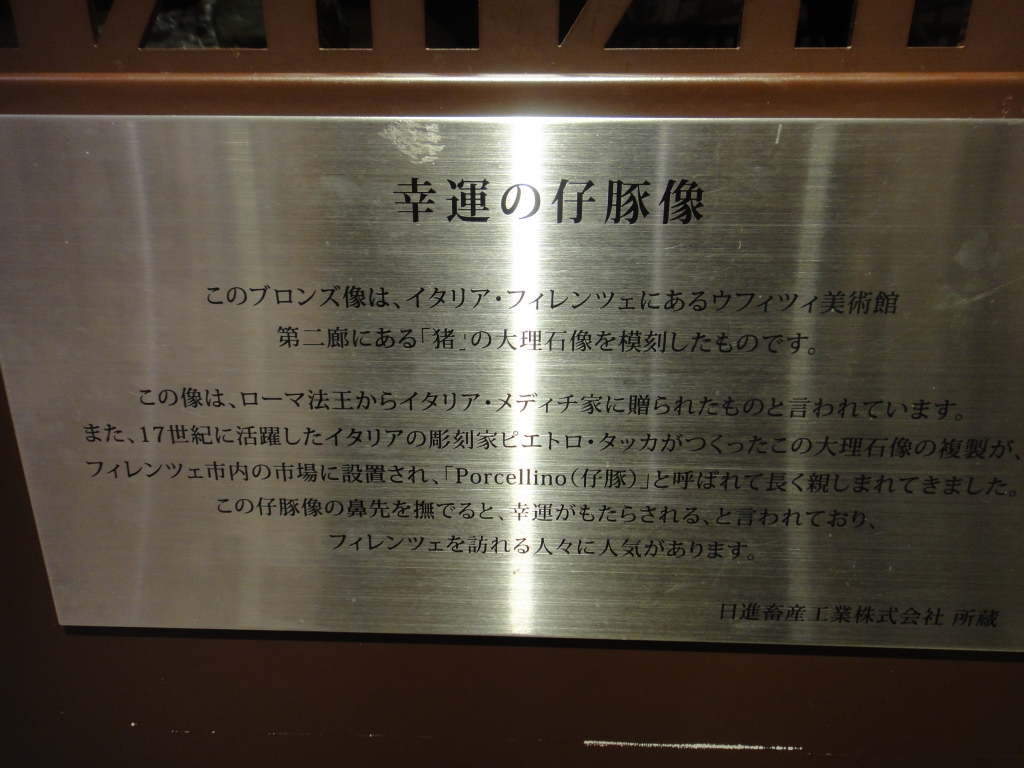 幸運の仔豚像
このブロンズ像は、イタリア・フィレンツェにあるウフィツィ美術館
第二廊にある「猪」の大理石像を模刻したものです。
この像は、ローマ法王からイタリア・メディチ家に贈られたものと言われています。
また、17世紀に活躍したイタリアの彫刻家ピエトロ・タッカがつくったこの大理石像の複製が、
フィレンツェ市内の市場に設置され、「Porcellino(仔豚)」と呼ばれて長く親しまれてきました。
この仔豚像の鼻先を撫でると、幸運がもたらされる、と言われており、
フィレンツェを訪れる人々に人気があります。
日進畜産工業株式会社 所蔵